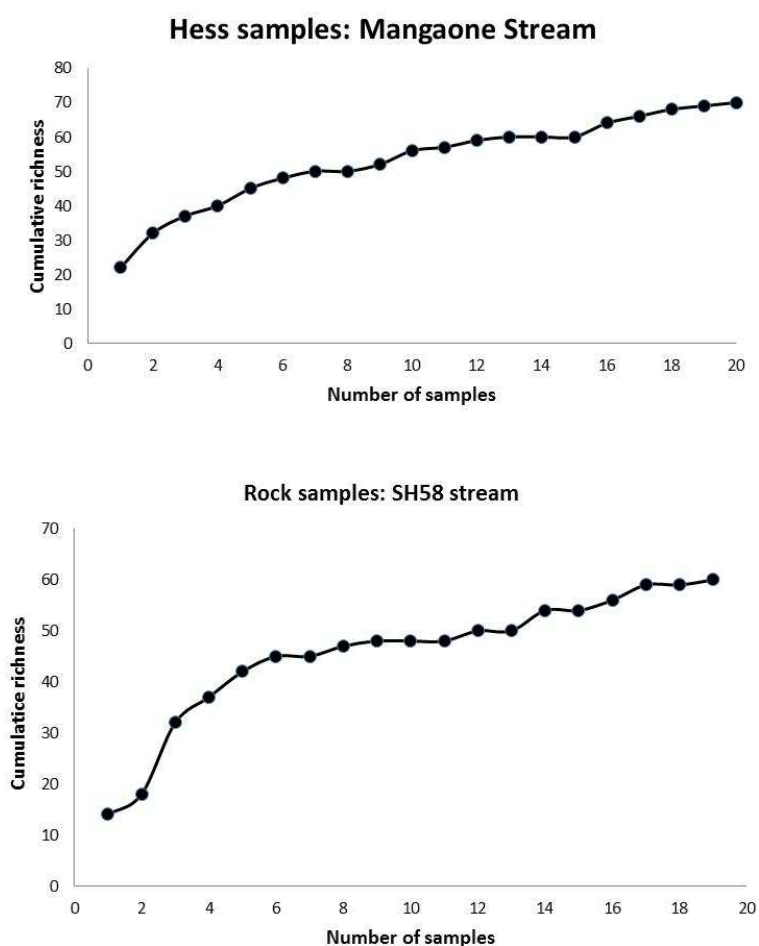 Hess samples: Mangaone Stream
80
70
60
50
40
30
20
10
0
Cumulative richness
0 2 4 6 8 10 12 14 16 18 20
Number of samples
Rock samples: SH58 stream
70
60
50
40
30
20
10
0
Cumulatice richness
0 2 4 6 8 10 12 14 16 18 20
Number of samples